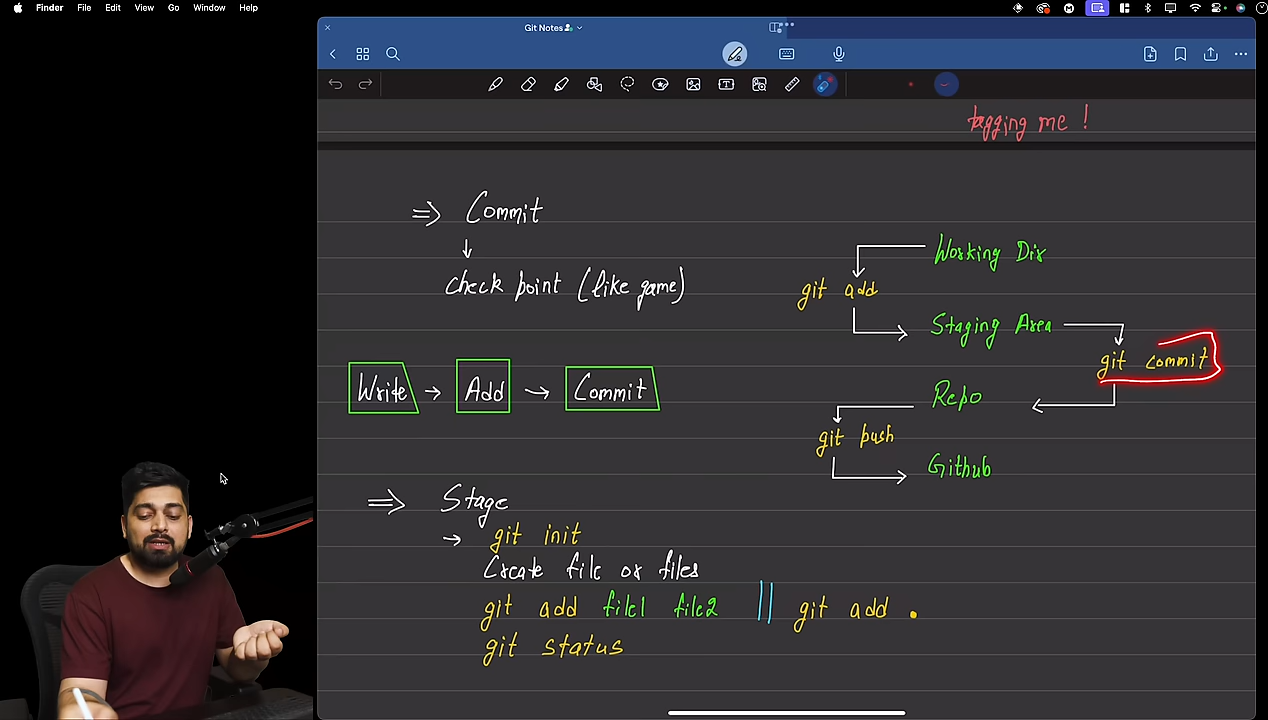 Finder File Edit View Go Window Help
Git Notes
tagging me !
⇒ Commit
↓
check point (like game)
Working Dir
git add
Staging Area
git commit
Write → Add → Commit
Repo
git push
Github
⇒ Stage
→ git init
Create file or files
git add file1 file2 || git add .
git status